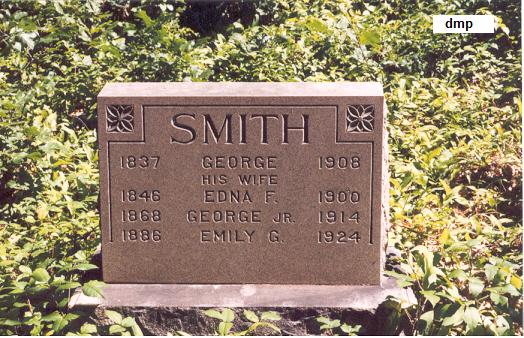 dmp
SMITH
1837 GEORGE 1908
HIS WIFE
1846 EDNA F. 1900
1868 GEORGE JR. 1914
1886 EMILY G. 1924